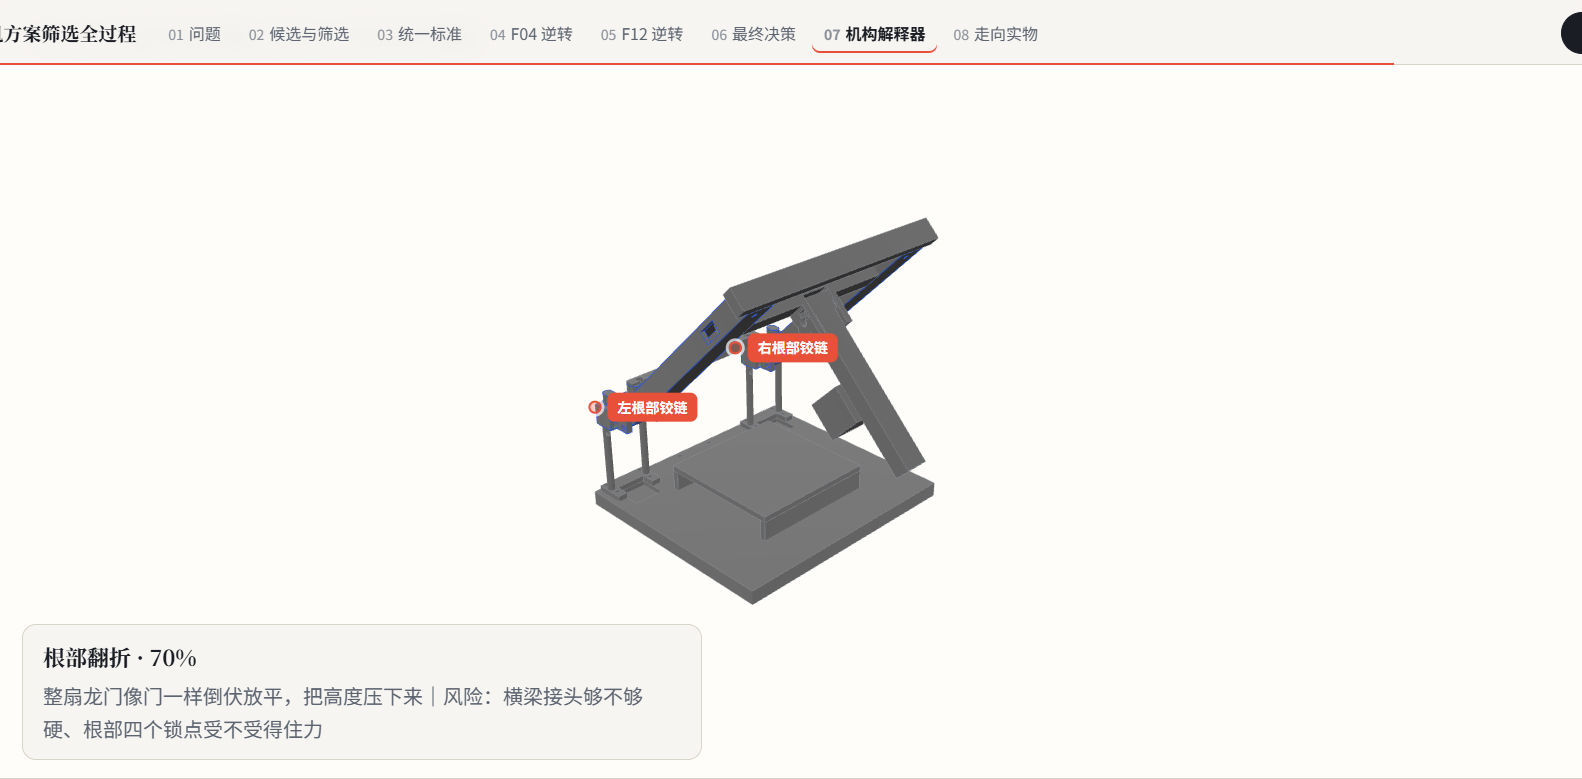 方案筛选全过程
01 问题
02 候选与筛选
03 统一标准
04 F04 逆转
05 F12 逆转
06 最终决策
07 机构解释器
08 走向实物
右根部铰链
左根部铰链
根部翻折 · 70%
整扇龙门像门一样倒伏放平，把高度压下来｜风险：横梁接头够不够
硬、根部四个锁点受不受得住力